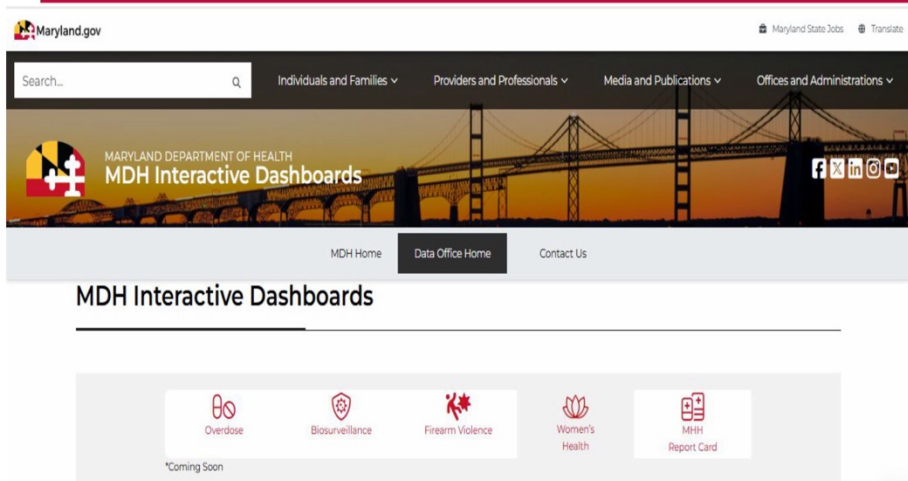 Maryland.gov
Maryland State Jobs
Translate
Search...
Individuals and Families
Providers and Professionals
Media and Publications
Offices and Administrations
MARYLAND DEPARTMENT OF HEALTH
MDH Interactive Dashboards
MDH Home
Data Office Home
Contact Us
MDH Interactive Dashboards
Overdose
Biosurveillance
Firearm Violence
Women's
Health
MHH
Report Card
*Coming Soon